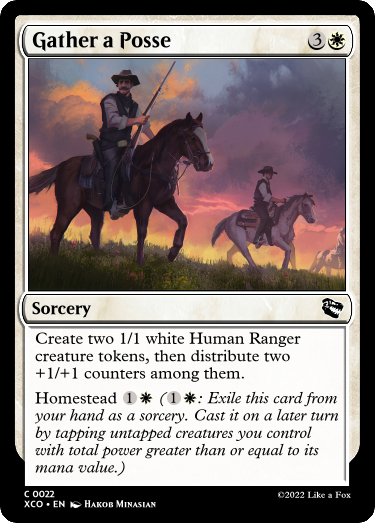 Gather a Posse 3
Sorcery
Create two 1/1 white Human Ranger
creature tokens, then distribute two
+1/+1 counters among them.
Homestead 1 (1 : Exile this card from
your hand as a sorcery. Cast it on a later turn
by tapping untapped creatures you control
with total power greater than or equal to its
mana value.)
C 0022
XCO • EN Hakob Minasian
©2022 Like a Fox